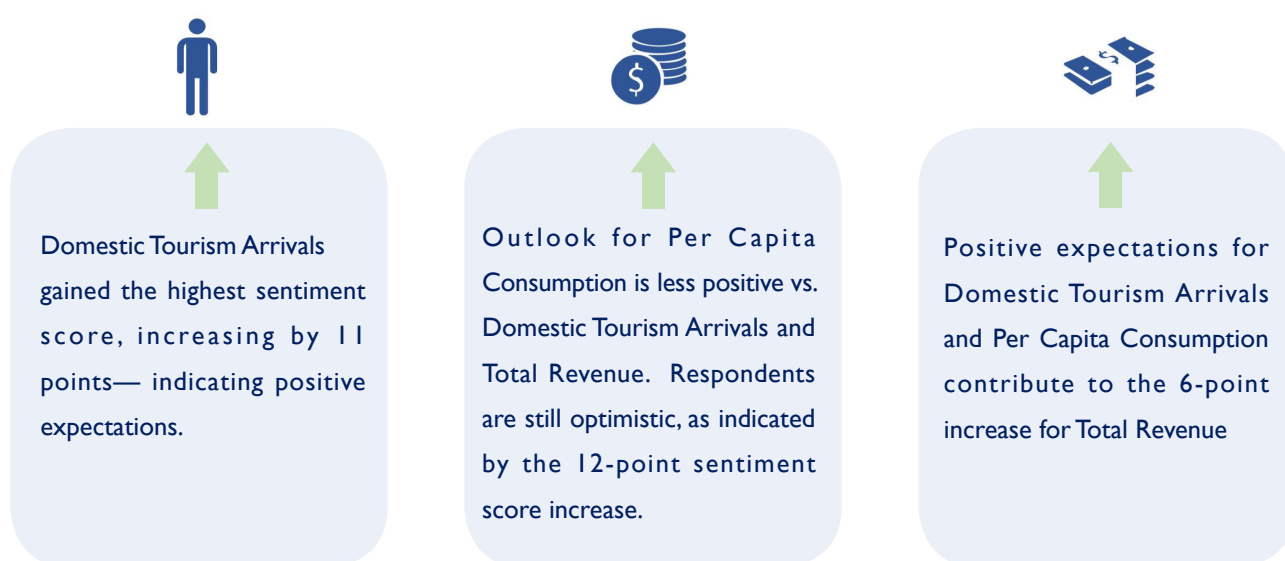 Domestic Tourism Arrivals
gained the highest sentiment
score, increasing by 11
points— indicating positive
expectations.
Outlook for Per Capita
Consumption is less positive vs.
Domestic Tourism Arrivals and
Total Revenue. Respondents
are still optimistic, as indicated
by the 12-point sentiment
score increase.
Positive expectations for
Domestic Tourism Arrivals
and Per Capita Consumption
contribute to the 6-point
increase for Total Revenue